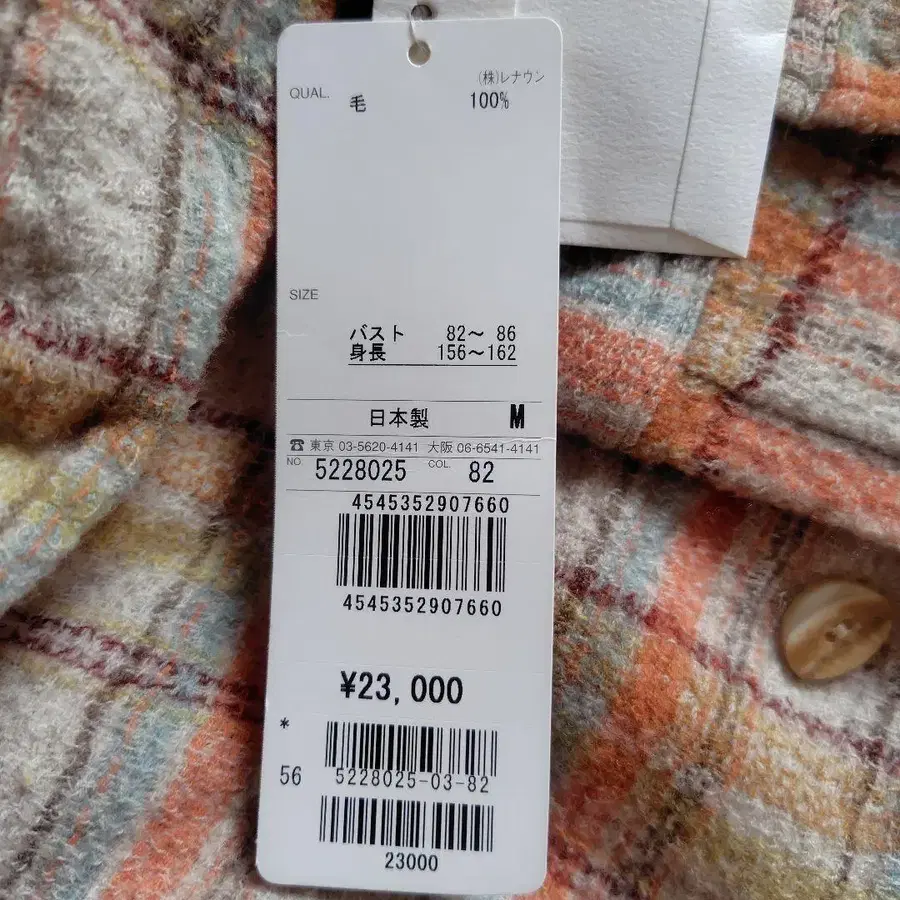 (株)レナウン
QUAL. 毛 100%
SIZE
バスト 82～ 86
身長 156～162
日本製 M
☎ 東京 03-5620-4141 大阪 06-6541-4141
NO. 5228025 COL. 82
4545352907660
4545352907660
¥23,000
*
56 5228025-03-82
23000